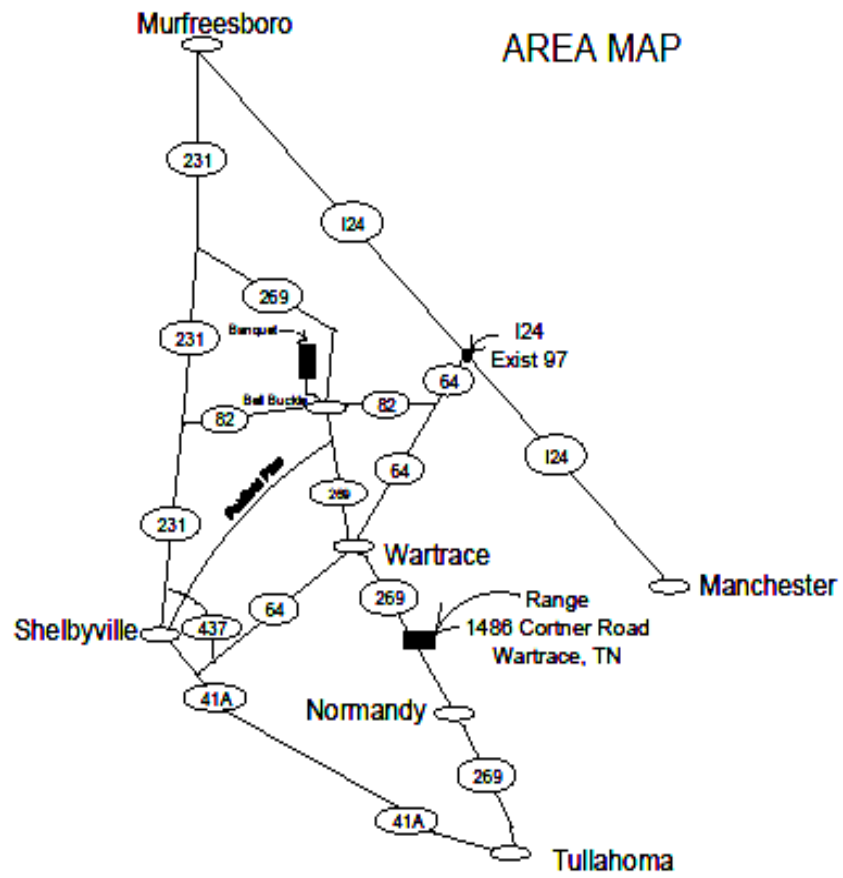 Murfreesboro
AREA MAP
231
I24
269
231
Banquet
I24
Exist 97
64
Bell Buckle
82
82
64
I24
269
231
Wartrace
269
Manchester
Range
1486 Cortner Road
Wartrace, TN
64
Shelbyville
437
41A
Normandy
269
41A
Tullahoma